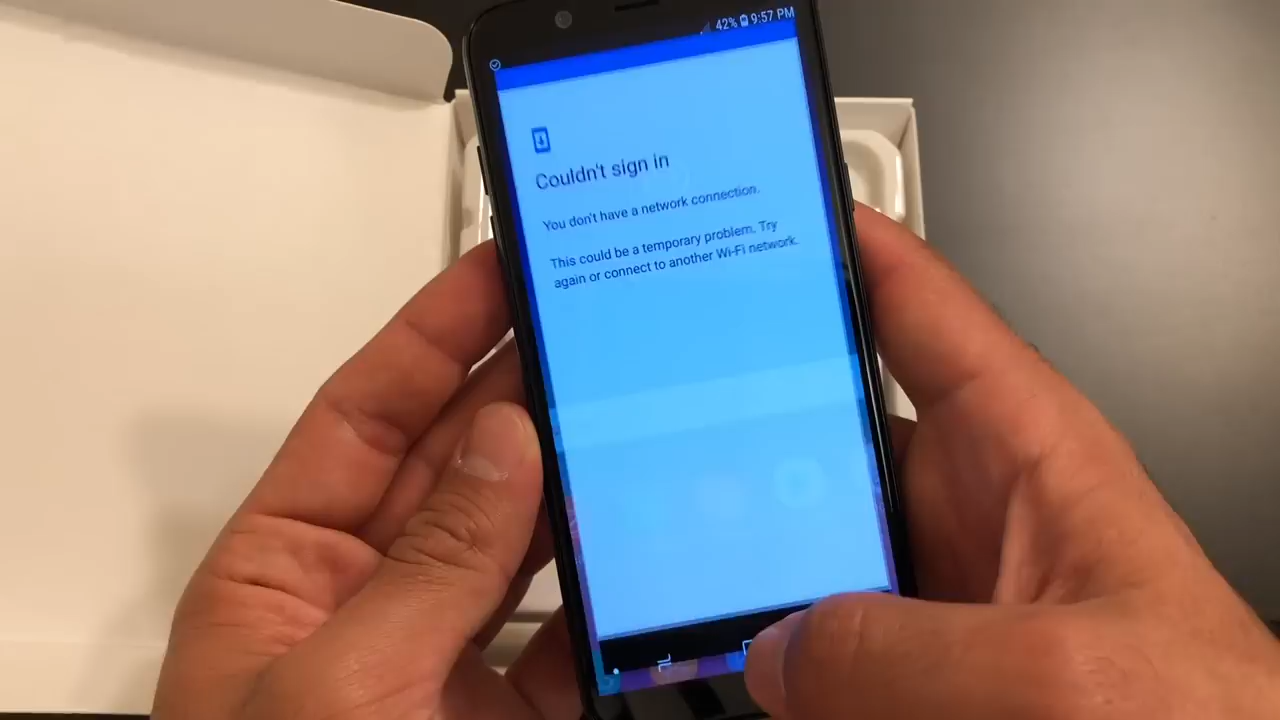 42% 9:57 PM
Couldn't sign in
You don't have a network connection.
This could be a temporary problem. Try
again or connect to another Wi-Fi network.